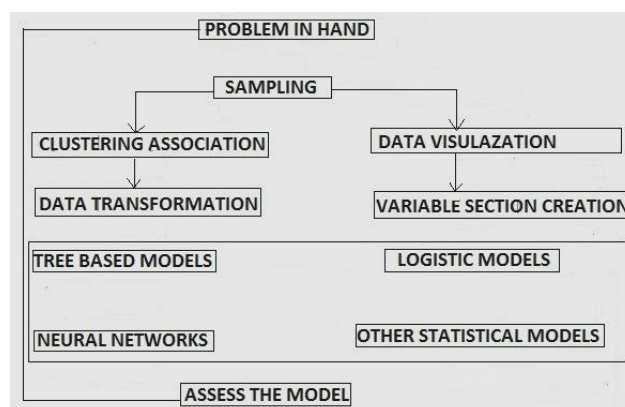 PROBLEM IN HAND
SAMPLING
CLUSTERING ASSOCIATION
DATA VISULAZATION
DATA TRANSFORMATION
VARIABLE SECTION CREATION
TREE BASED MODELS
LOGISTIC MODELS
NEURAL NETWORKS
OTHER STATISTICAL MODELS
ASSESS THE MODEL